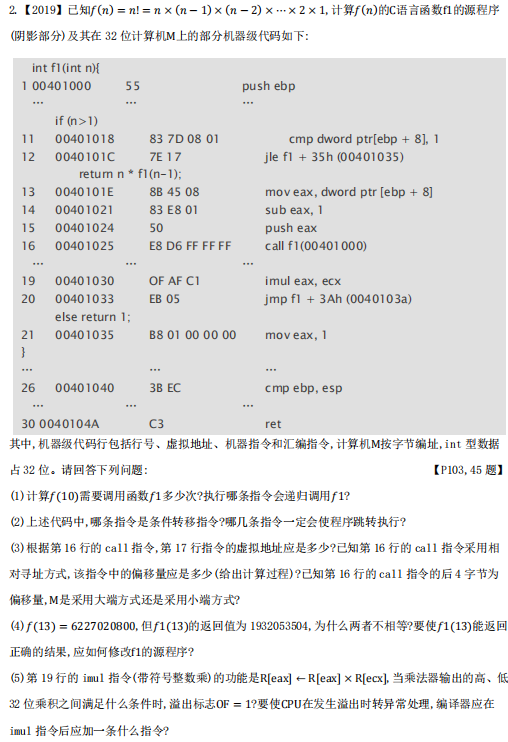 2.【2019】已知f(n) = n! = n × (n − 1) × (n − 2) × ⋯ × 2 × 1, 计算f(n)的C语言函数f1的源程序
(阴影部分)及其在 32 位计算机M上的部分机器级代码如下:
int f1(int n){
1 00401000 55 push ebp
... ... ...
if (n>1)
11 00401018 83 7D 08 01 cmp dword ptr[ebp + 8], 1
12 0040101C 7E 17 jle f1 + 35h (00401035)
return n * f1(n−1);
13 0040101E 8B 45 08 mov eax, dword ptr [ebp + 8]
14 00401021 83 E8 01 sub eax, 1
15 00401024 50 push eax
16 00401025 E8 D6 FF FF FF call f1(00401000)
... ... ...
19 00401030 OF AF C1 imul eax, ecx
20 00401033 EB 05 jmp f1 + 3Ah (0040103a)
else return 1;
21 00401035 B8 01 00 00 00 mov eax, 1
}
... ... ...
26 00401040 3B EC cmp ebp, esp
... ... ...
30 0040104A C3 ret
其中,机器级代码行包括行号、虚拟地址、机器指令和汇编指令,计算机M按字节编址,int 型数据
占 32 位。请回答下列问题: 【P103, 45 题】
(1)计算f(10)需要调用函数f1多少次?执行哪条指令会递归调用f1?
(2)上述代码中,哪条指令是条件转移指令?哪几条指令一定会使程序跳转执行?
(3)根据第 16 行的 call 指令,第 17 行指令的虚拟地址应是多少?已知第 16 行的 call 指令采用相
对寻址方式,该指令中的偏移量应是多少(给出计算过程)?已知第 16 行的 call 指令的后 4 字节为
偏移量,M是采用大端方式还是采用小端方式?
(4)f(13) = 6227020800, 但f1(13)的返回值为 1932053504, 为什么两者不相等?要使f1(13)能返回
正确的结果, 应如何修改f1的源程序?
(5)第 19 行的 imul 指令(带符号整数乘)的功能是R[eax] ← R[eax] × R[ecx], 当乘法器输出的高、低
32 位乘积之间满足什么条件时, 溢出标志OF = 1?要使CPU在发生溢出时转异常处理, 编译器应在
imul 指令后应加一条什么指令?